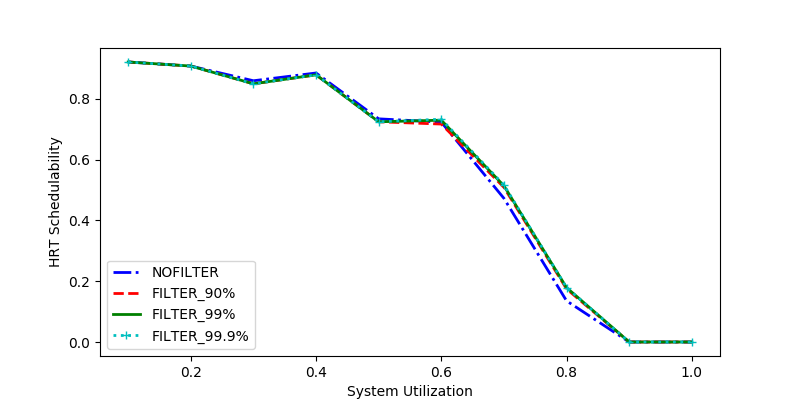 HRT Schedulability
0.8
0.6
0.4
0.2
0.0
NOFILTER
FILTER_90%
FILTER_99%
FILTER_99.9%
0.2 0.4 0.6 0.8 1.0
System Utilization